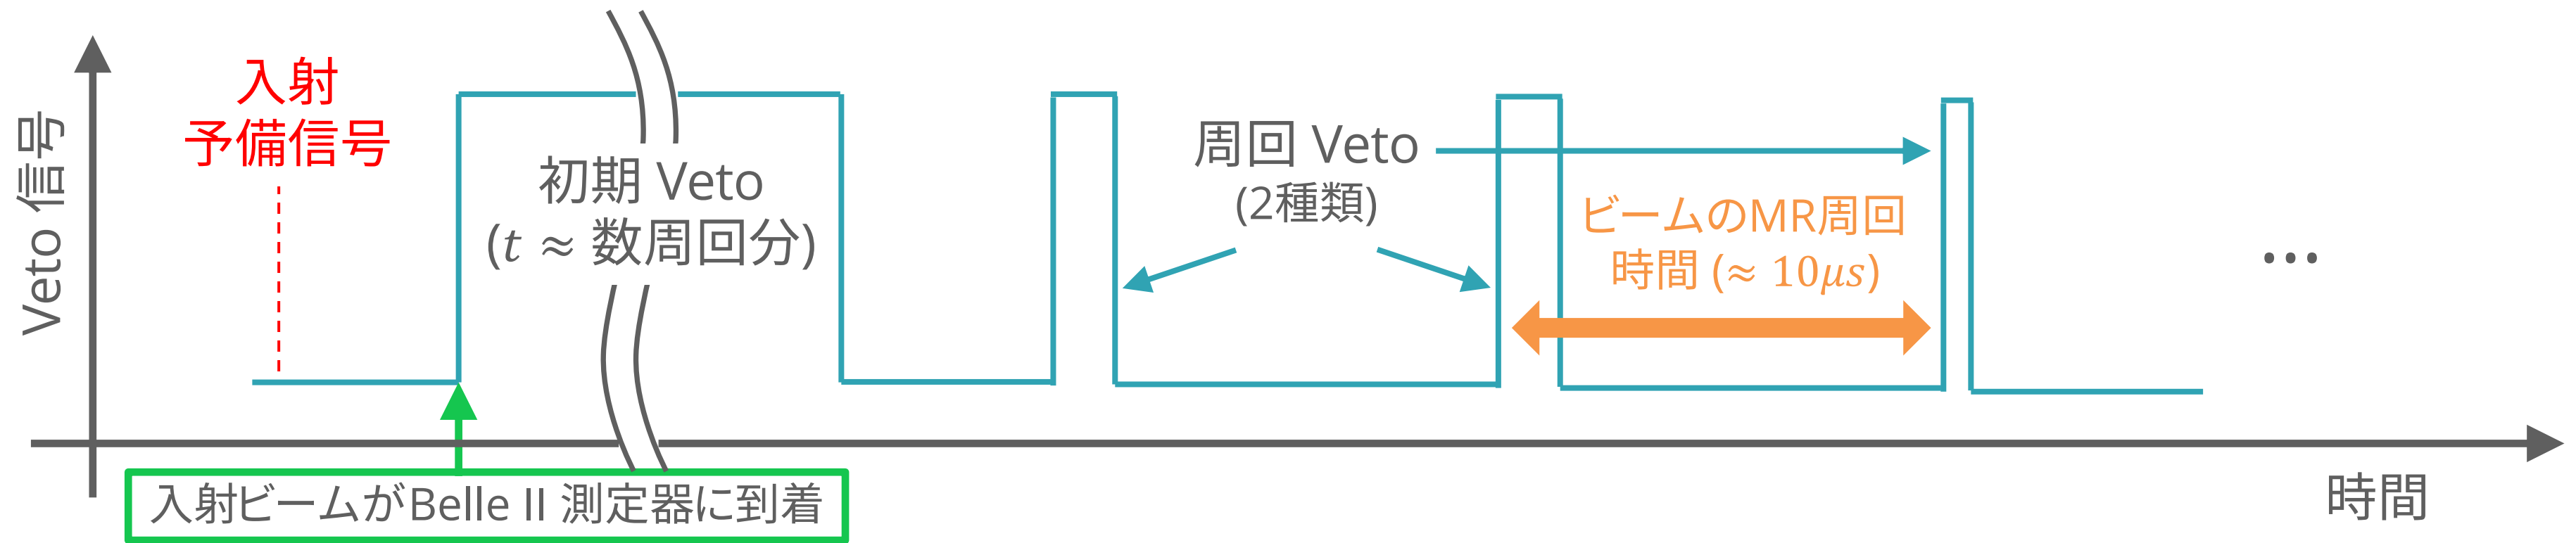 Veto 信号
入射
予備信号
初期 Veto
(t ≈ 数周回分)
周回 Veto
(2種類)
ビームのMR周回
時間 (≈ 10μs)
…
入射ビームがBelle II 測定器に到着
時間